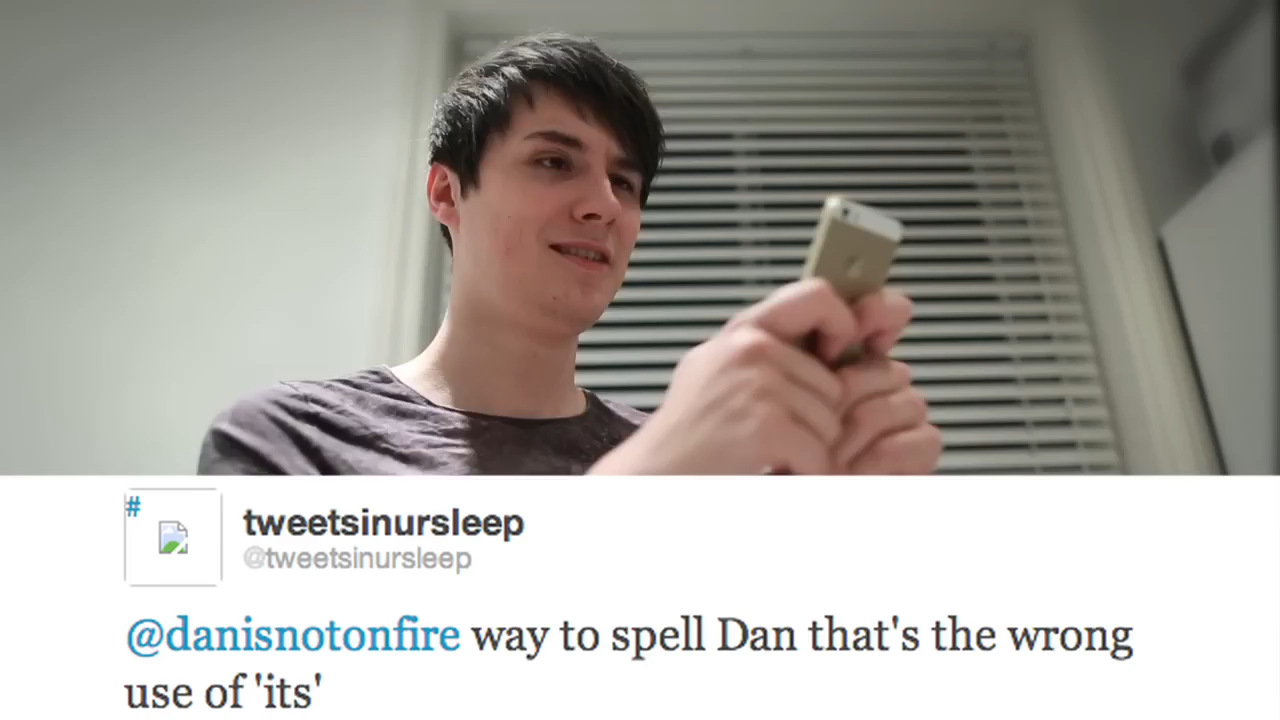 #
tweetsinursleep
@tweetsinursleep
@danisnotonfire way to spell Dan that's the wrong
use of 'its'